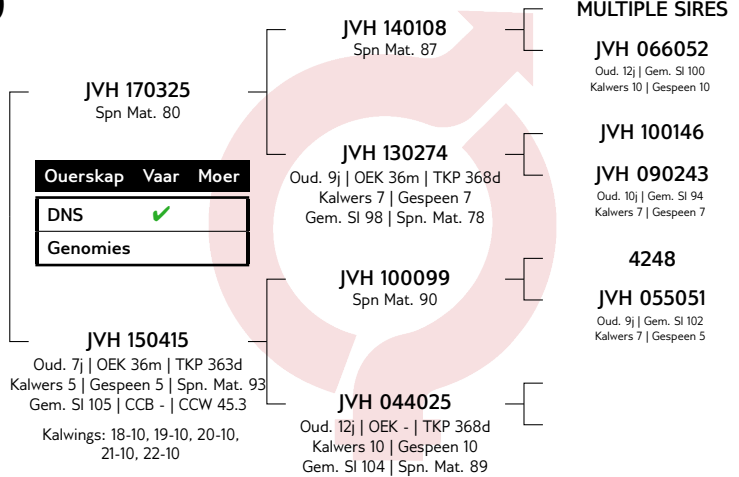 MULTIPLE SIRES
JVH 140108
Spn Mat. 87
JVH 066052
Oud. 12j | Gem. SI 100
Kalwers 10 | Gespeen 10
JVH 170325
Spn Mat. 80
JVH 100146
JVH 130274
Oud. 9j | OEK 36m | TKP 368d
Kalwers 7 | Gespeen 7
Gem. SI 98 | Spn. Mat. 78
JVH 090243
Oud. 10j | Gem. SI 94
Kalwers 7 | Gespeen 7
Ouerskap Vaar Moer
DNS ✔
Genomies
4248
JVH 100099
Spn Mat. 90
JVH 055051
Oud. 9j | Gem. SI 102
Kalwers 7 | Gespeen 5
JVH 150415
Oud. 7j | OEK 36m | TKP 363d
Kalwers 5 | Gespeen 5 | Spn. Mat. 93
Gem. SI 105 | CCB - | CCW 45.3
Kalwings: 18-10, 19-10, 20-10,
21-10, 22-10
JVH 044025
Oud. 12j | OEK - | TKP 368d
Kalwers 10 | Gespeen 10
Gem. SI 104 | Spn. Mat. 89